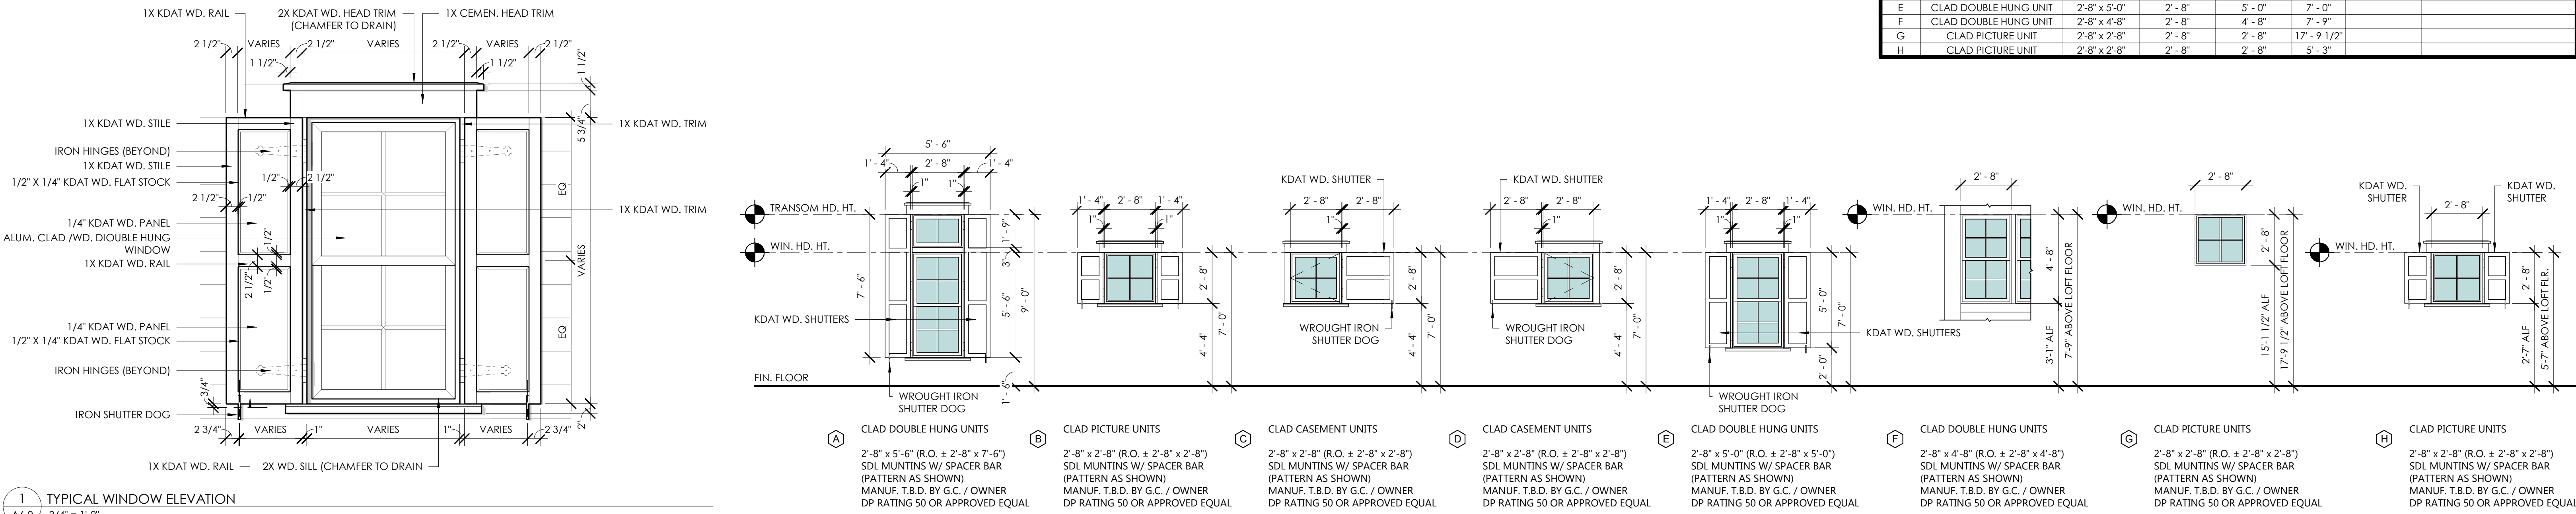 1X KDAT WD. RAIL
2X KDAT WD. HEAD TRIM
(CHAMFER TO DRAIN)
1X CEMEN. HEAD TRIM
2 1/2" VARIES 2 1/2" VARIES 2 1/2" VARIES 2 1/2"
1 1/2" 1 1/2"
1 1/2"
5 3/4"
1X KDAT WD. STILE
IRON HINGES (BEYOND)
1X KDAT WD. STILE
1/2" X 1/4" KDAT WD. FLAT STOCK
1/2" 2 1/2"
2 1/2" 1/2"
1/4" KDAT WD. PANEL
ALUM. CLAD /WD. DIOUBLE HUNG
WINDOW
1X KDAT WD. RAIL
1/2"
2 1/2"
1/2"
1/4" KDAT WD. PANEL
1/2" X 1/4" KDAT WD. FLAT STOCK
IRON HINGES (BEYOND)
3/4"
IRON SHUTTER DOG
1X KDAT WD. TRIM
1X KDAT WD. TRIM
EQ
VARIES
EQ
2"
2 3/4" VARIES 1" VARIES 1" VARIES 2 3/4"
1X KDAT WD. RAIL
2X WD. SILL (CHAMFER TO DRAIN
1 TYPICAL WINDOW ELEVATION
3/4" = 1'-0"
E CLAD DOUBLE HUNG UNIT 2'-8" x 5'-0" 2' - 8" 5' - 0" 7' - 0"
F CLAD DOUBLE HUNG UNIT 2'-8" x 4'-8" 2' - 8" 4' - 8" 7' - 9"
G CLAD PICTURE UNIT 2'-8" x 2'-8" 2' - 8" 2' - 8" 17' - 9 1/2"
H CLAD PICTURE UNIT 2'-8" x 2'-8" 2' - 8" 2' - 8" 5' - 3"
TRANSOM HD. HT.
WIN. HD. HT.
FIN. FLOOR
5' - 6"
1' - 4" 2' - 8" 1' - 4"
1" 1"
7' - 6"
1' - 9"
3"
5' - 6"
9' - 0"
1' - 6"
KDAT WD. SHUTTERS
WROUGHT IRON
SHUTTER DOG
A
CLAD DOUBLE HUNG UNITS
2'-8" x 5'-6" (R.O. ± 2'-8" x 7'-6")
SDL MUNTINS W/ SPACER BAR
(PATTERN AS SHOWN)
MANUF. T.B.D. BY G.C. / OWNER
DP RATING 50 OR APPROVED EQUAL
1' - 4" 2' - 8" 1' - 4"
1" 1"
2' - 8"
4' - 4"
7' - 0"
B
CLAD PICTURE UNITS
2'-8" x 2'-8" (R.O. ± 2'-8" x 2'-8")
SDL MUNTINS W/ SPACER BAR
(PATTERN AS SHOWN)
MANUF. T.B.D. BY G.C. / OWNER
DP RATING 50 OR APPROVED EQUAL
KDAT WD. SHUTTER
2' - 8" 2' - 8"
1"
2' - 8"
4' - 4"
7' - 0"
WROUGHT IRON
SHUTTER DOG
C
CLAD CASEMENT UNITS
2'-8" x 2'-8" (R.O. ± 2'-8" x 2'-8")
SDL MUNTINS W/ SPACER BAR
(PATTERN AS SHOWN)
MANUF. T.B.D. BY G.C. / OWNER
DP RATING 50 OR APPROVED EQUAL
KDAT WD. SHUTTER
2' - 8" 2' - 8"
1"
2' - 8"
4' - 4"
7' - 0"
WROUGHT IRON
SHUTTER DOG
D
CLAD CASEMENT UNITS
2'-8" x 2'-8" (R.O. ± 2'-8" x 2'-8")
SDL MUNTINS W/ SPACER BAR
(PATTERN AS SHOWN)
MANUF. T.B.D. BY G.C. / OWNER
DP RATING 50 OR APPROVED EQUAL
1' - 4" 2' - 8" 1' - 4"
1" 1"
5' - 0"
7' - 0"
2' - 0"
KDAT WD. SHUTTERS
WROUGHT IRON
SHUTTER DOG
E
CLAD DOUBLE HUNG UNITS
2'-8" x 5'-0" (R.O. ± 2'-8" x 5'-0")
SDL MUNTINS W/ SPACER BAR
(PATTERN AS SHOWN)
MANUF. T.B.D. BY G.C. / OWNER
DP RATING 50 OR APPROVED EQUAL
WIN. HD. HT.
2' - 8"
4' - 8"
3'-1" ALF
7'-9" ABOVE LOFT FLOOR
F
CLAD DOUBLE HUNG UNITS
2'-8" x 4'-8" (R.O. ± 2'-8" x 4'-8")
SDL MUNTINS W/ SPACER BAR
(PATTERN AS SHOWN)
MANUF. T.B.D. BY G.C. / OWNER
DP RATING 50 OR APPROVED EQUAL
WIN. HD. HT.
2' - 8"
2' - 8"
15'-1 1/2" ALF
17'-9 1/2" ABOVE LOFT FLOOR
G
CLAD PICTURE UNITS
2'-8" x 2'-8" (R.O. ± 2'-8" x 2'-8")
SDL MUNTINS W/ SPACER BAR
(PATTERN AS SHOWN)
MANUF. T.B.D. BY G.C. / OWNER
DP RATING 50 OR APPROVED EQUAL
KDAT WD.
SHUTTER
KDAT WD.
SHUTTER
2' - 8"
WIN. HD. HT.
2' - 8"
2'-7" ALF
5'-7" ABOVE LOFT FLR.
H
CLAD PICTURE UNITS
2'-8" x 2'-8" (R.O. ± 2'-8" x 2'-8")
SDL MUNTINS W/ SPACER BAR
(PATTERN AS SHOWN)
MANUF. T.B.D. BY G.C. / OWNER
DP RATING 50 OR APPROVED EQUAL